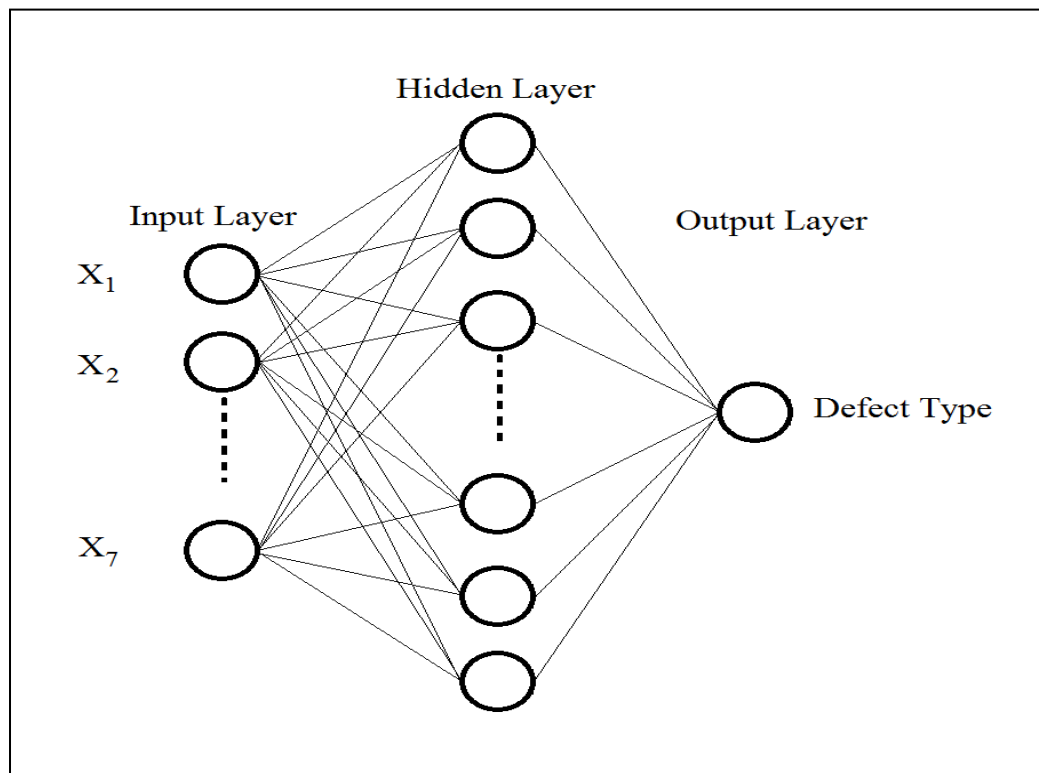 Hidden Layer
Input Layer
Output Layer
X₁
X₂
Defect Type
X₇